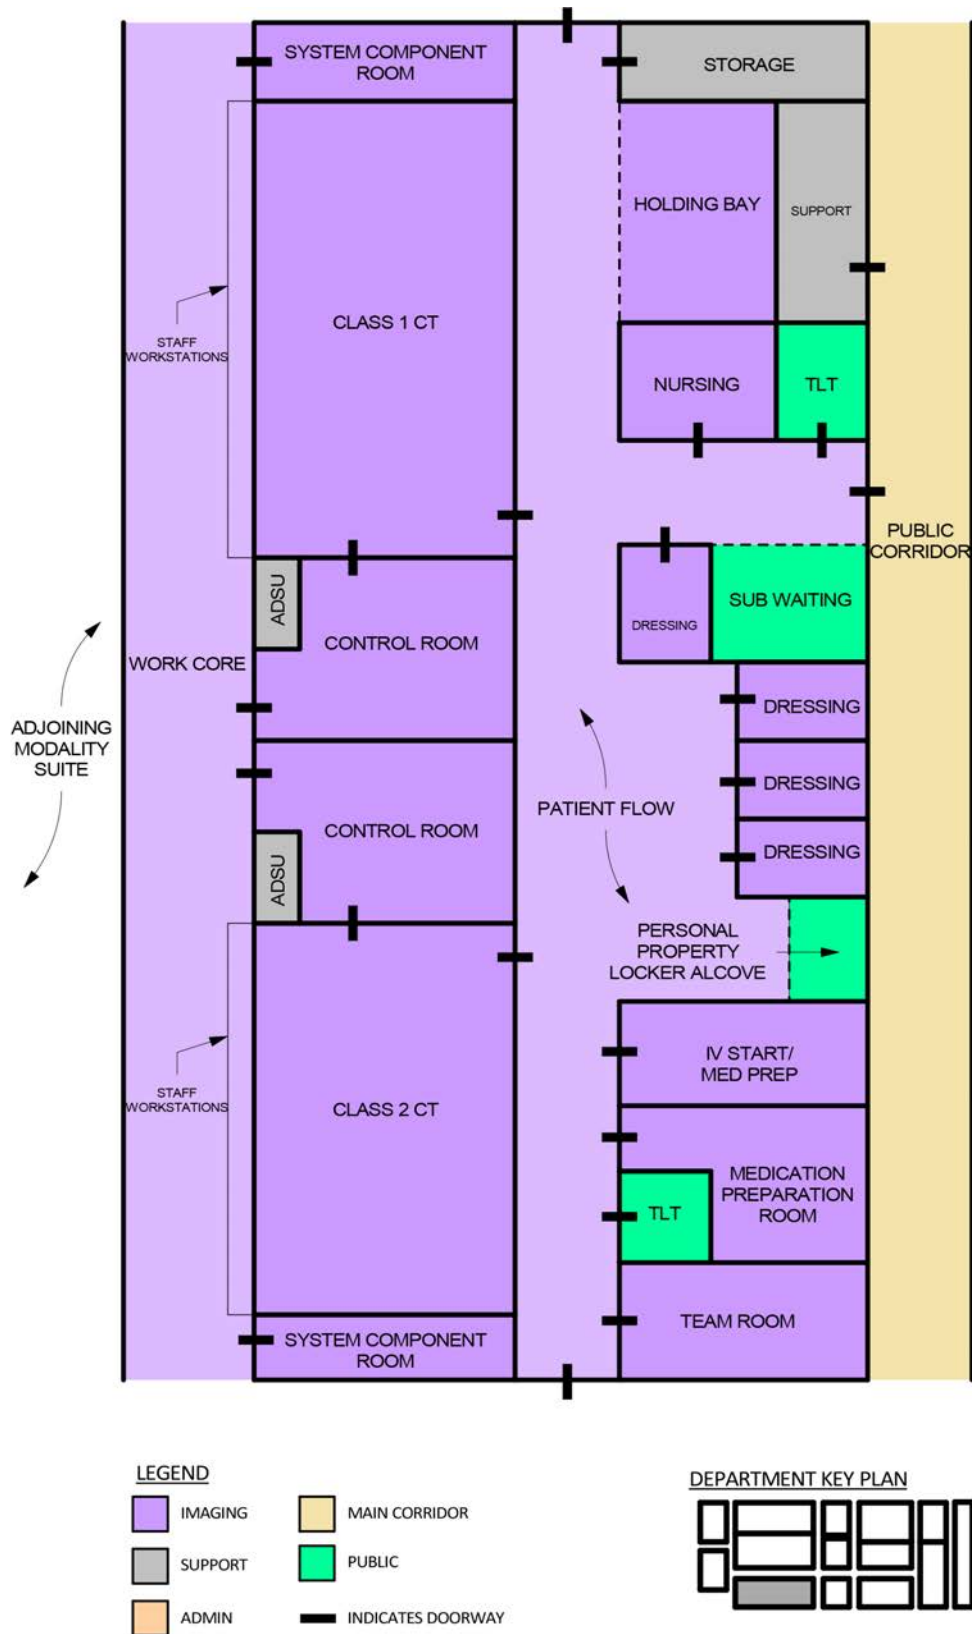 SYSTEM COMPONENT
ROOM
STORAGE
HOLDING BAY
SUPPORT
CLASS 1 CT
STAFF
WORKSTATIONS
NURSING
TLT
PUBLIC
CORRIDOR
ADSU
SUB WAITING
DRESSING
CONTROL ROOM
WORK CORE
DRESSING
ADJOINING
MODALITY
SUITE
DRESSING
PATIENT FLOW
CONTROL ROOM
DRESSING
ADSU
PERSONAL
PROPERTY
LOCKER ALCOVE
IV START/
MED PREP
STAFF
WORKSTATIONS
CLASS 2 CT
MEDICATION
PREPARATION
ROOM
TLT
TEAM ROOM
SYSTEM COMPONENT
ROOM
LEGEND
IMAGING
MAIN CORRIDOR
SUPPORT
PUBLIC
ADMIN
INDICATES DOORWAY
DEPARTMENT KEY PLAN